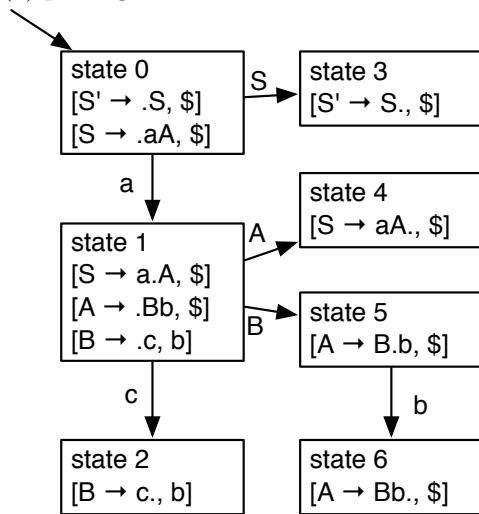 state 0
[S' → .S, $]
[S → .aA, $]
S
state 3
[S' → S., $]
a
state 4
[S → aA., $]
state 1
[S → a.A, $]
[A → .Bb, $]
[B → .c, b]
A
B
state 5
[A → B.b, $]
c
b
state 2
[B → c., b]
state 6
[A → Bb., $]